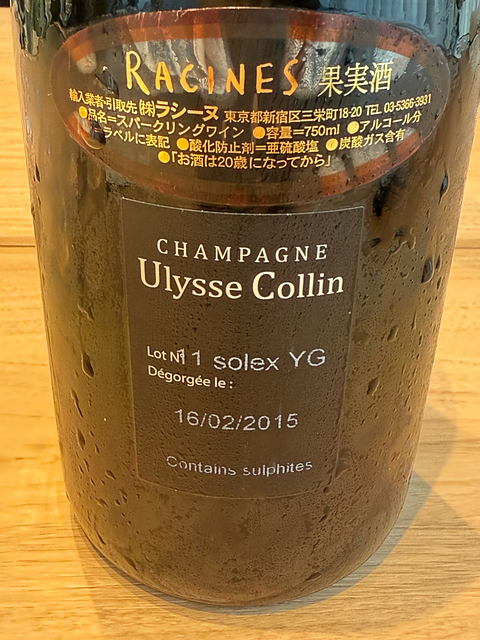 RACINES 果実酒
輸入業者・引取先 ㈱ラシーヌ 東京都新宿区三栄町18-20 TEL 03-5366-3931
●品名=スパークリングワイン ●容量=750ml ●アルコール分
=ラベルに表記 ●酸化防止剤=亜硫酸塩 ●炭酸ガス含有
●「お酒は20歳になってから」
CHAMPAGNE
Ulysse Collin
Lot N° 11 solex YG
Dégorgée le :
16/02/2015
Contains sulphites